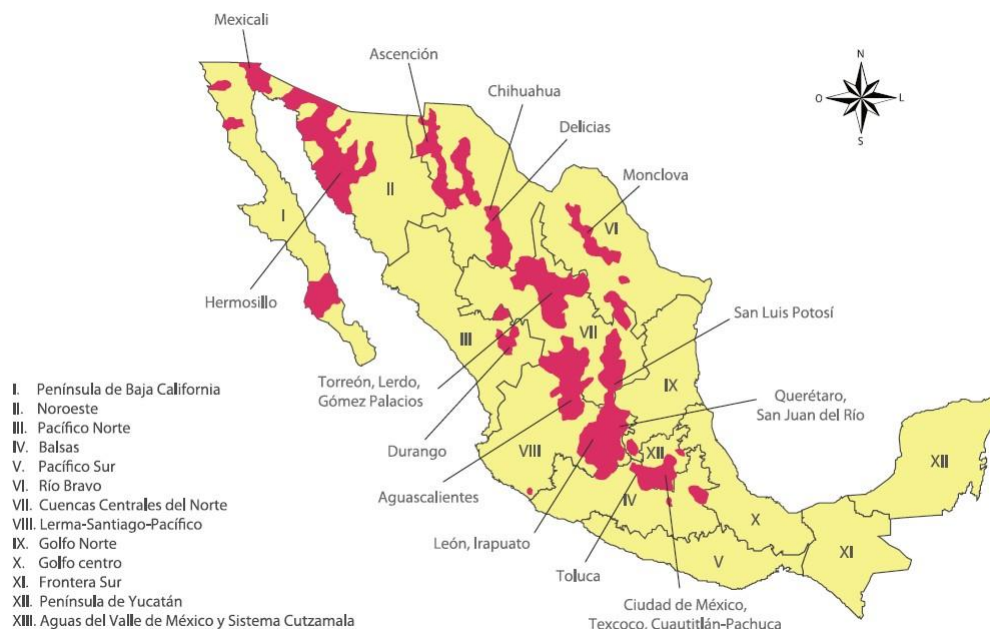 Mexicali
Ascención
Chihuahua
Delicias
Monclova
N
O
L
S
I
II
VI
Hermosillo
III
VII
San Luis Potosí
IX
Torreón, Lerdo,
Gómez Palacios
Querétaro,
San Juan del Río
Durango
VIII
XII
XII
Aguascalientes
IV
X
León, Irapuato
XI
Toluca
V
Ciudad de México,
Texcoco, Cuautitlán-Pachuca
I. Península de Baja California
II. Noroeste
III. Pacífico Norte
IV. Balsas
V. Pacífico Sur
VI. Río Bravo
VII. Cuencas Centrales del Norte
VIII. Lerma-Santiago-Pacífico
IX. Golfo Norte
X. Golfo centro
XI. Frontera Sur
XII. Península de Yucatán
XIII. Aguas del Valle de México y Sistema Cutzamala